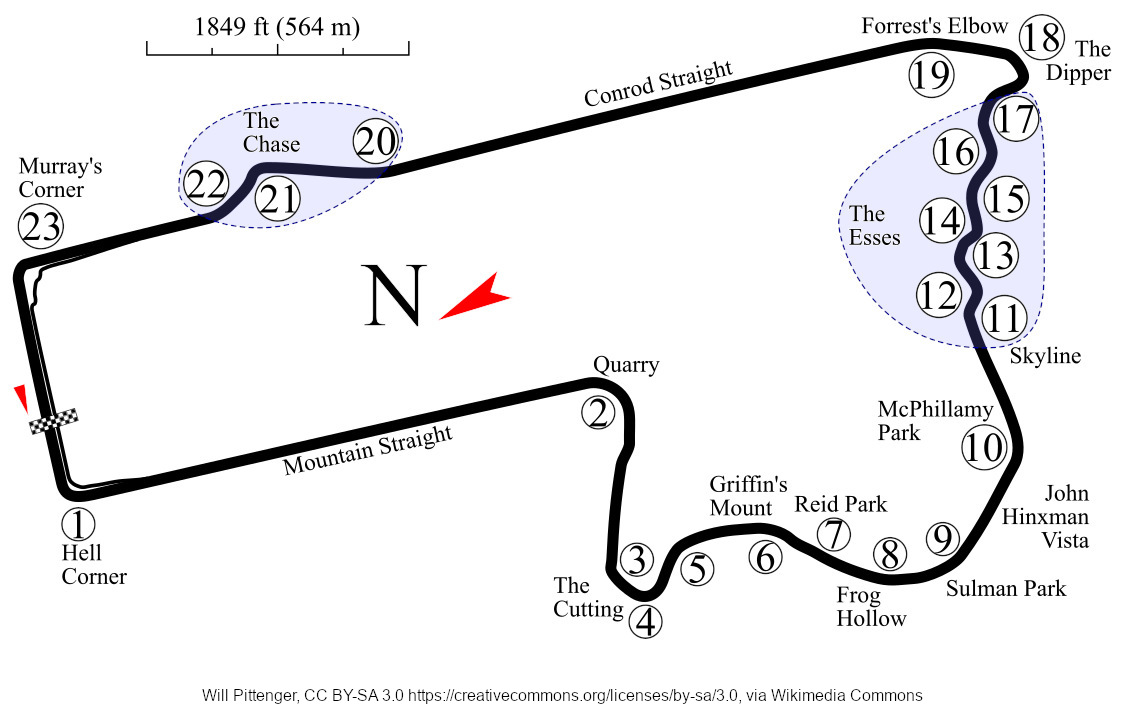 1849 ft (564 m)
Forrest's Elbow
18
The
Dipper
19
Conrod Straight
The
Chase
20
17
16
Murray's
Corner
22
21
15
23
The
Esses
14
13
N
12
11
Skyline
Quarry
2
McPhillamy
Park
10
Mountain Straight
Griffin's
Mount
Reid Park
John
Hinxman
Vista
1
Hell
Corner
7
9
8
3
5
6
The
Cutting
4
Frog
Hollow
Sulman Park
Will Pittenger, CC BY-SA 3.0 https://creativecommons.org/licenses/by-sa/3.0, via Wikimedia Commons